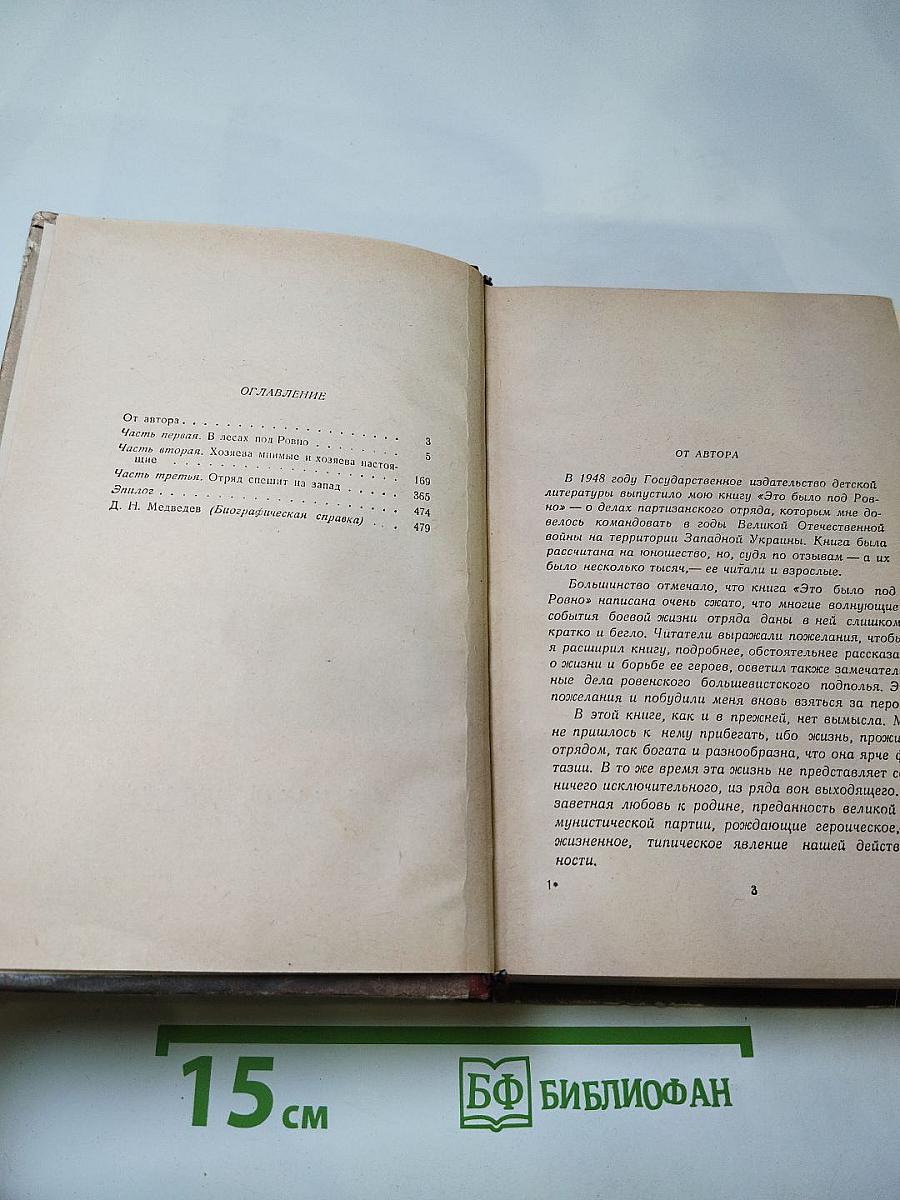 ОГЛАВЛЕНИЕ
От автора . . . . . . . . . . . . . . . . . . . 3
Часть первая. В лесах под Ровно . . . . . . . . 5
Часть вторая. Хозяева мнимые и хозяева настоя-
щие . . . . . . . . . . . . . . . . . . 169
Часть третья. Отряд спешит на запад . . . . . 365
Эпилог . . . . . . . . . . . . . . . . . . . . 474
Д. Н. Медведев (Биографическая справка) . . . 479
ОТ АВТОРА
В 1948 году Государственное издательство детской
литературы выпустило мою книгу «Это было под Ров-
но» — о делах партизанского отряда, которым мне до-
велось командовать в годы Великой Отечественной
войны на территории Западной Украины. Книга была
рассчитана на юношество, но, судя по отзывам — а их
было несколько тысяч,— ее читали и взрослые.
Большинство отмечало, что книга «Это было под
Ровно» написана очень сжато, что многие волнующие
события боевой жизни отряда даны в ней слишком
кратко и бегло. Читатели выражали пожелания, чтобы
я расширил книгу, подробнее, обстоятельнее рассказа
о жизни и борьбе ее героев, осветил также замечатель
ные дела ровенского большевистского подполья. Э
пожелания и побудили меня вновь взяться за перо
В этой книге, как и в прежней, нет вымысла. М
не пришлось к нему прибегать, ибо жизнь, прожи
отрядом, так богата и разнообразна, что она ярче ф
тазии. В то же время эта жизнь не представляет со
ничего исключительного, из ряда вон выходящего.
заветная любовь к родине, преданность великой
мунистической партии, рождающие героическое,
жизненное, типическое явление нашей действ
ности.
1* 3
15 см
БФ БИБЛИОФАН